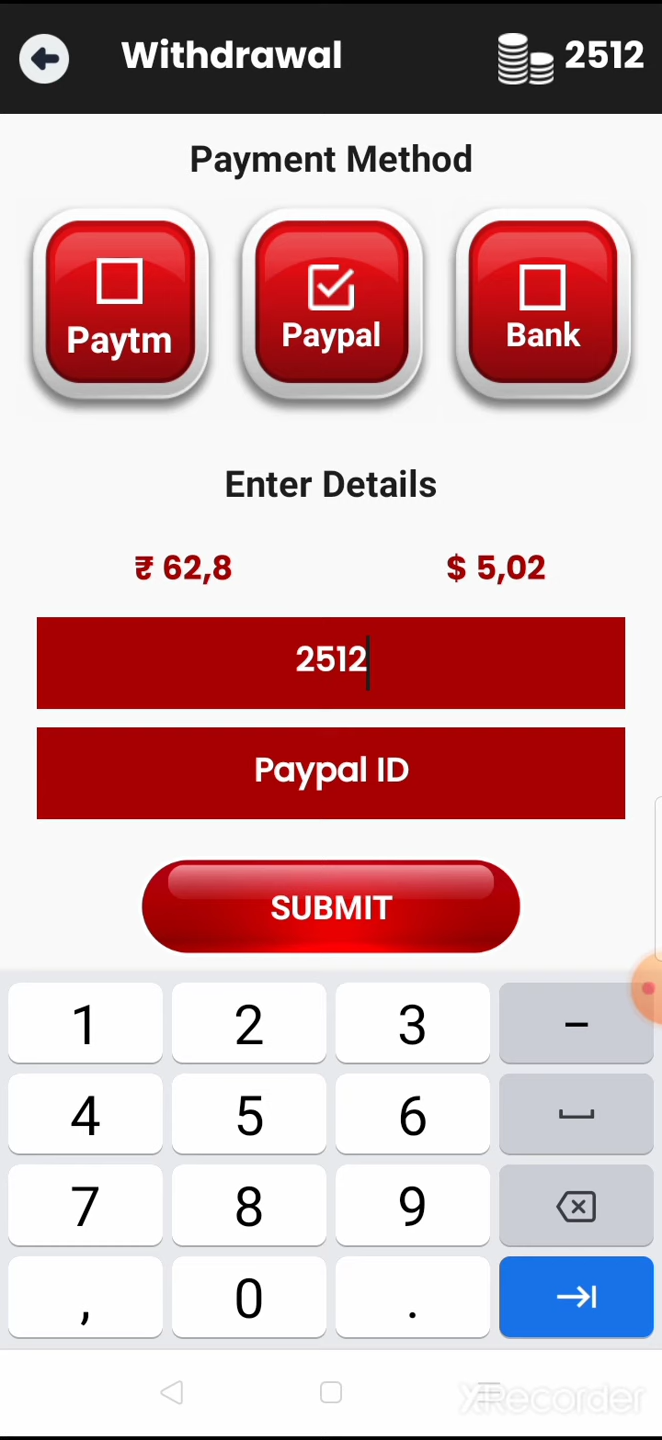 Withdrawal 2512
Payment Method
Paytm Paypal Bank
Enter Details
₹ 62,8 $ 5,02
2512
Paypal ID
SUBMIT
1 2 3 -
4 5 6
7 8 9
, 0 .
XRecorder